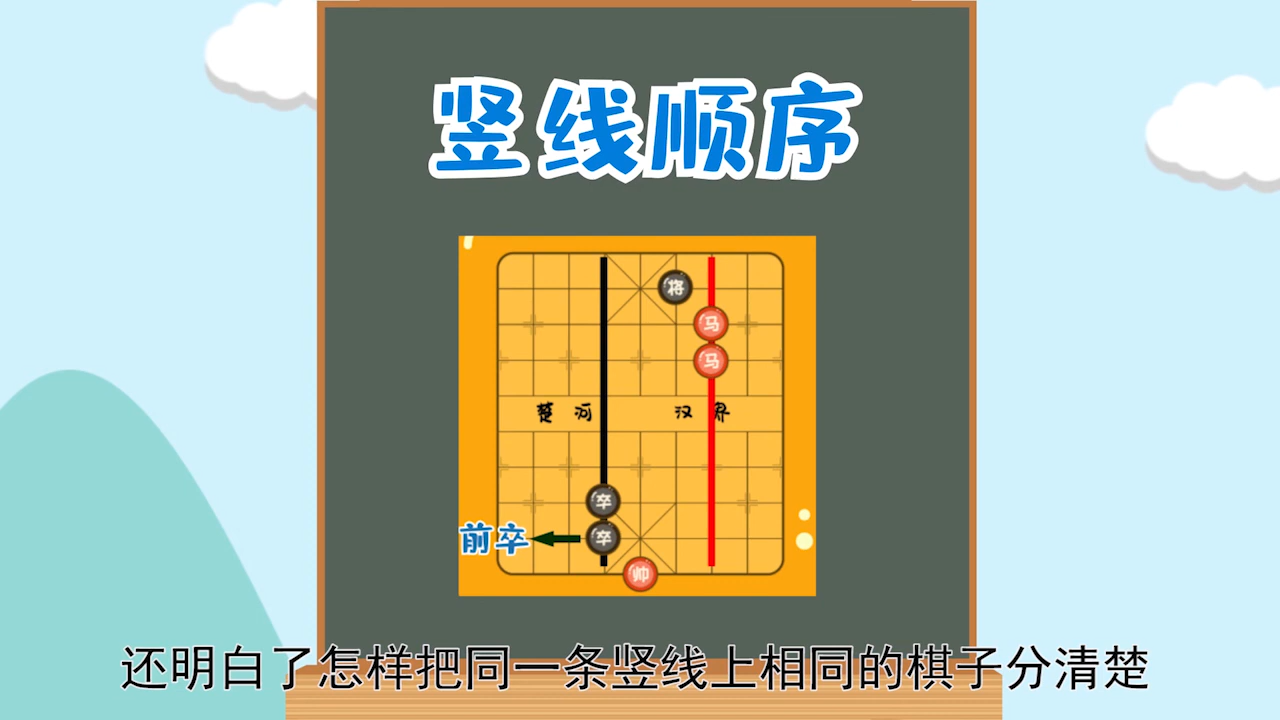 竖线顺序
将
马
马
楚河 汉界
卒
前卒 卒
帅
还明白了怎样把同一条竖线上相同的棋子分清楚